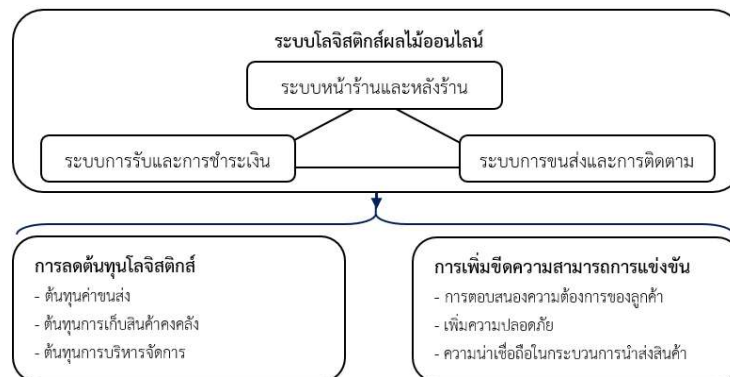 ระบบโลจิสติกส์ผลไม้ออนไลน์
ระบบหน้าร้านและหลังร้าน
ระบบการรับและการชำระเงิน
ระบบการขนส่งและการติดตาม
การลดต้นทุนโลจิสติกส์
- ต้นทุนค่าขนส่ง
- ต้นทุนการเก็บสินค้าคงคลัง
- ต้นทุนการบริหารจัดการ
การเพิ่มขีดความสามารถการแข่งขัน
- การตอบสนองความต้องการของลูกค้า
- เพิ่มความปลอดภัย
- ความน่าเชื่อถือในกระบวนการนำส่งสินค้า